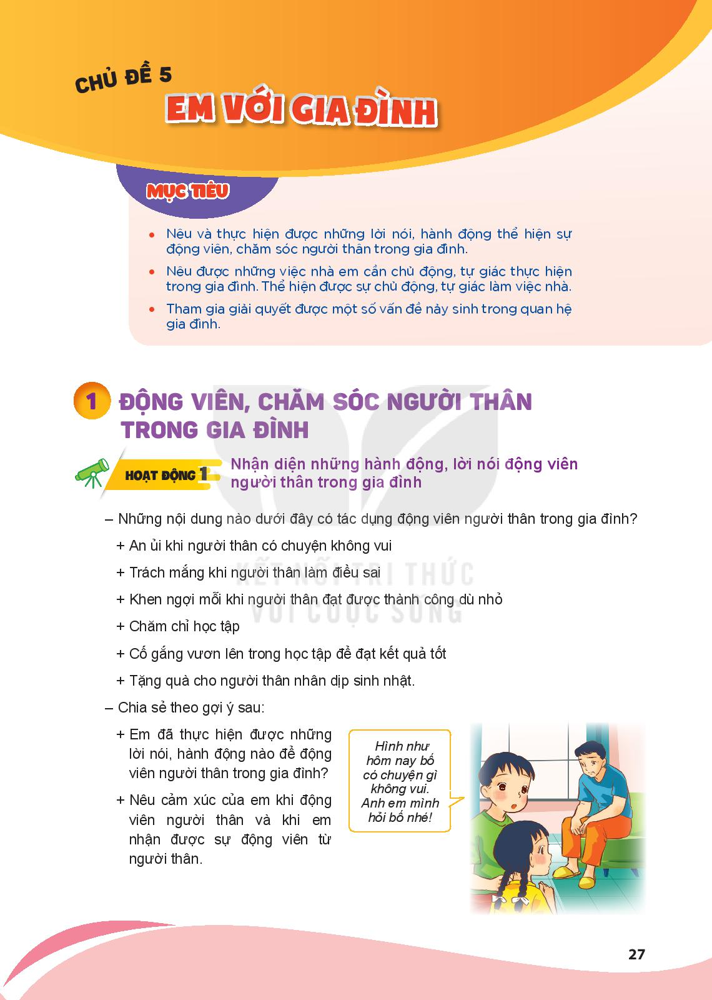 CHỦ ĐỀ 5
EM VỚI GIA ĐÌNH
MỤC TIÊU
• Nêu và thực hiện được những lời nói, hành động thể hiện sự
động viên, chăm sóc người thân trong gia đình.
• Nêu được những việc nhà em cần chủ động, tự giác thực hiện
trong gia đình. Thể hiện được sự chủ động, tự giác làm việc nhà.
• Tham gia giải quyết được một số vấn đề nảy sinh trong quan hệ
gia đình.
1 ĐỘNG VIÊN, CHĂM SÓC NGƯỜI THÂN
TRONG GIA ĐÌNH
HOẠT ĐỘNG 1
Nhận diện những hành động, lời nói động viên
người thân trong gia đình
– Những nội dung nào dưới đây có tác dụng động viên người thân trong gia đình?
+ An ủi khi người thân có chuyện không vui
+ Trách mắng khi người thân làm điều sai
+ Khen ngợi mỗi khi người thân đạt được thành công dù nhỏ
+ Chăm chỉ học tập
+ Cố gắng vươn lên trong học tập để đạt kết quả tốt
+ Tặng quà cho người thân nhân dịp sinh nhật.
– Chia sẻ theo gợi ý sau:
+ Em đã thực hiện được những
lời nói, hành động nào để động
viên người thân trong gia đình?
+ Nêu cảm xúc của em khi động
viên người thân và khi em
nhận được sự động viên từ
người thân.
Hình như
hôm nay bố
có chuyện gì
không vui.
Anh em mình
hỏi bố nhé!
KẾT NỐI TRI THỨC
VỚI CUỘC SỐNG
27